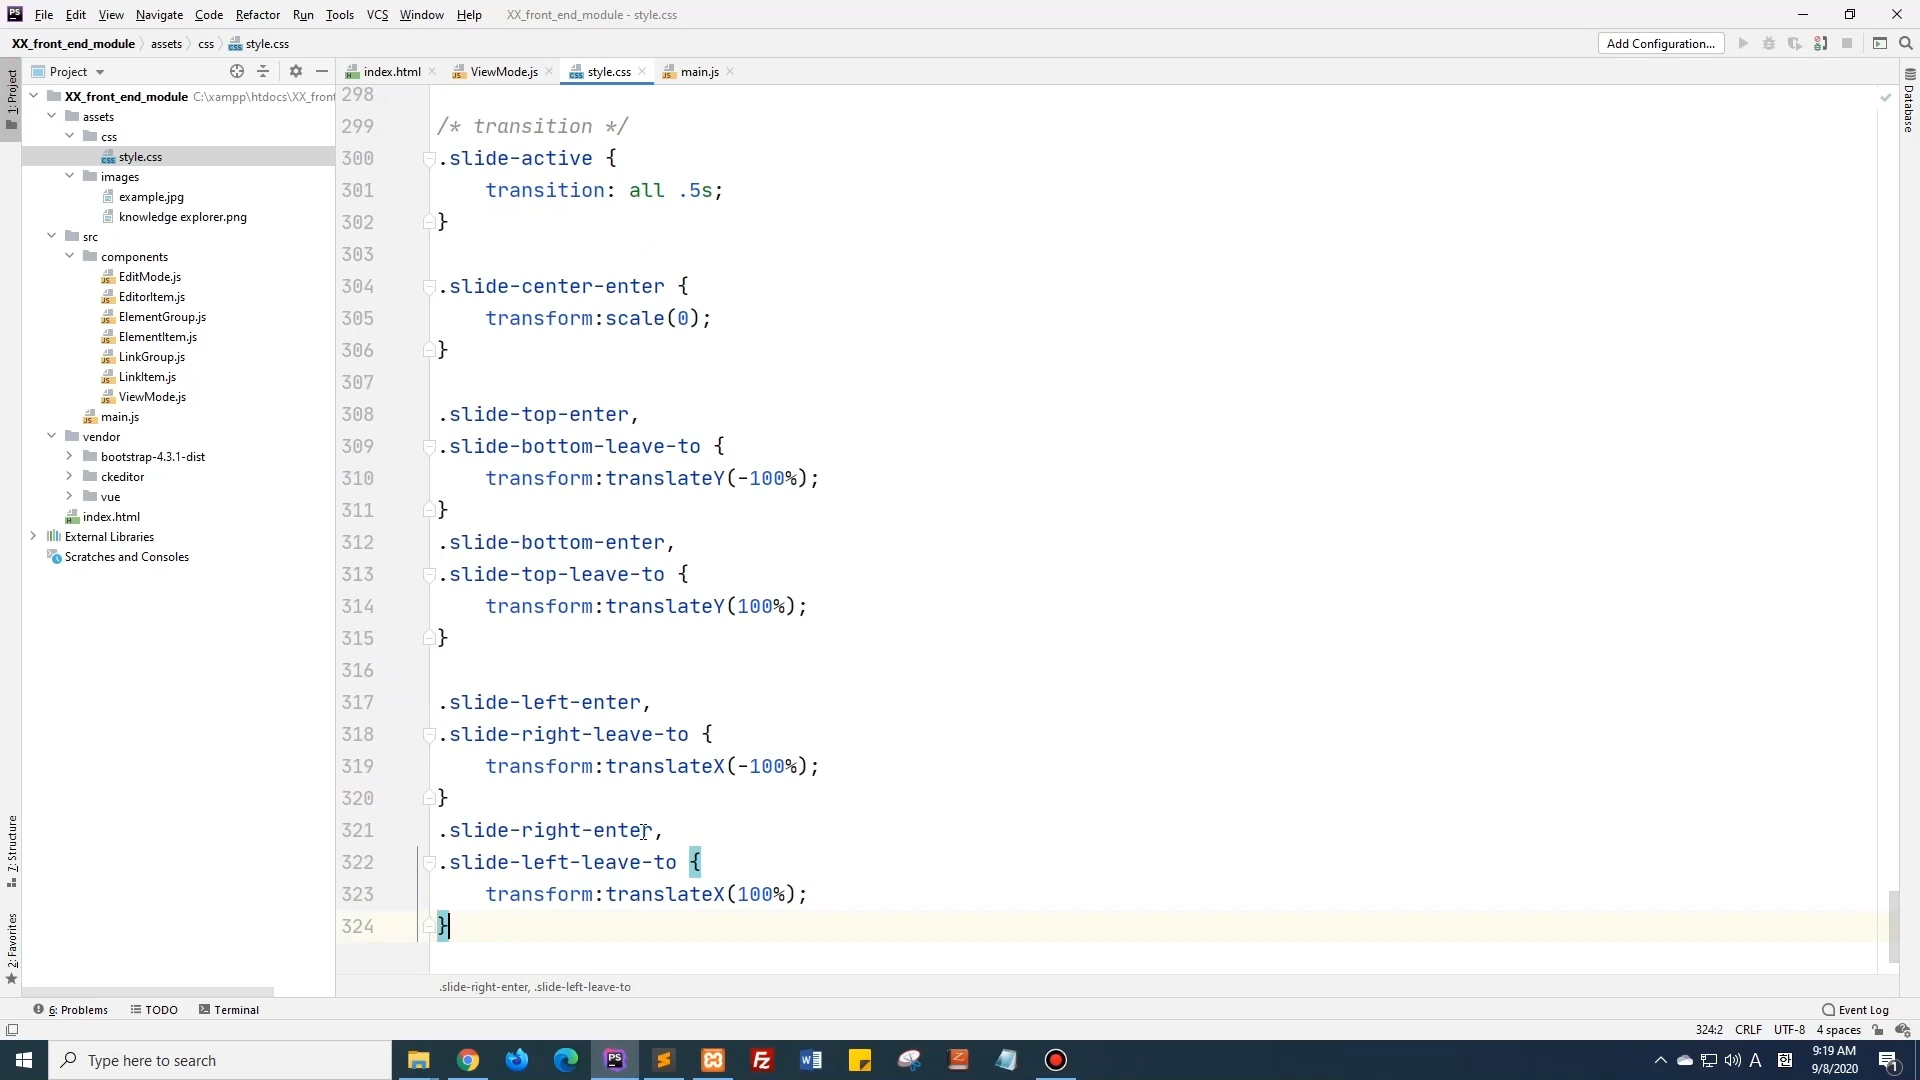 File Edit View Navigate Code Refactor Run Tools VCS Window Help XX_front_end_module - style.css
XX_front_end_module assets css style.css Add Configuration...
Project
index.html ViewMode.js style.css main.js
1: Project
Database
XX_front_end_module C:\xampp\htdocs\XX_front
assets
css
style.css
images
example.jpg
knowledge explorer.png
src
components
EditMode.js
EditorItem.js
ElementGroup.js
ElementItem.js
LinkGroup.js
LinkItem.js
ViewMode.js
main.js
vendor
bootstrap-4.3.1-dist
ckeditor
vue
index.html
External Libraries
Scratches and Consoles
7: Structure
2: Favorites
298
299 /* transition */
300 .slide-active {
301 transition: all .5s;
302 }
303
304 .slide-center-enter {
305 transform:scale(0);
306 }
307
308 .slide-top-enter,
309 .slide-bottom-leave-to {
310 transform:translateY(-100%);
311 }
312 .slide-bottom-enter,
313 .slide-top-leave-to {
314 transform:translateY(100%);
315 }
316
317 .slide-left-enter,
318 .slide-right-leave-to {
319 transform:translateX(-100%);
320 }
321 .slide-right-enter,
322 .slide-left-leave-to {
323 transform:translateX(100%);
324 }
.slide-right-enter, .slide-left-leave-to
6: Problems TODO Terminal Event Log
324:2 CRLF UTF-8 4 spaces
Type here to search
A 9:19 AM
9/8/2020